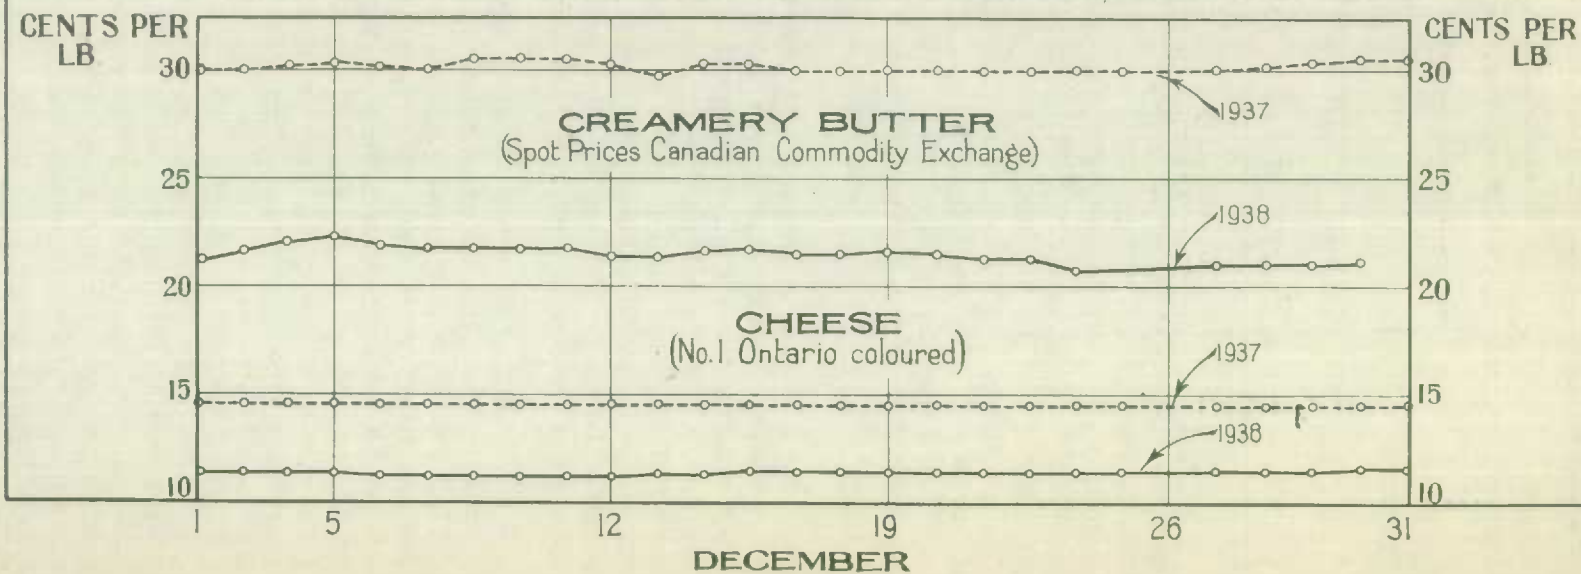 CENTS PER
LB
CENTS PER
LB
30
30
1937
CREAMERY BUTTER
(Spot Prices Canadian Commodity Exchange)
25
25
1938
20
20
CHEESE
(No.1 Ontario coloured)
1937
15
15
1938
10
10
1 5 12 19 26 31
DECEMBER